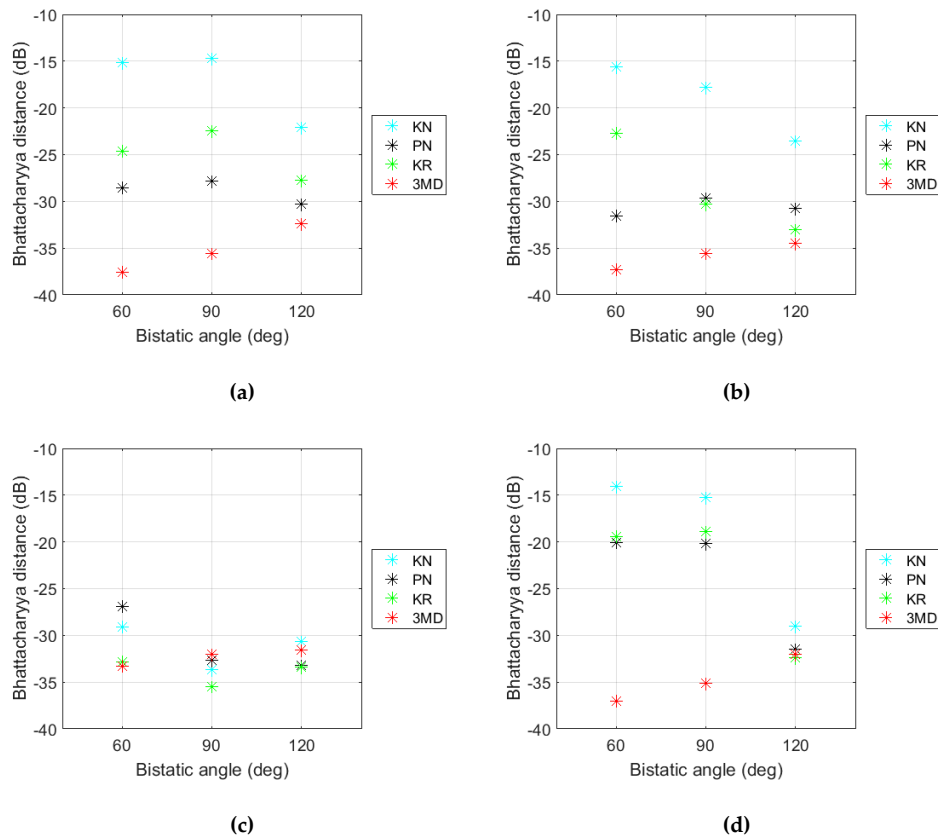 -10
-15
-20
-25
-30
-35
-40
Bhattacharyya distance (dB)
60 90 120
Bistatic angle (deg)
KN
PN
KR
3MD
(a)
-10
-15
-20
-25
-30
-35
-40
Bhattacharyya distance (dB)
60 90 120
Bistatic angle (deg)
KN
PN
KR
3MD
(b)
-10
-15
-20
-25
-30
-35
-40
Bhattacharyya distance (dB)
60 90 120
Bistatic angle (deg)
KN
PN
KR
3MD
(c)
-10
-15
-20
-25
-30
-35
-40
Bhattacharyya distance (dB)
60 90 120
Bistatic angle (deg)
KN
PN
KR
3MD
(d)